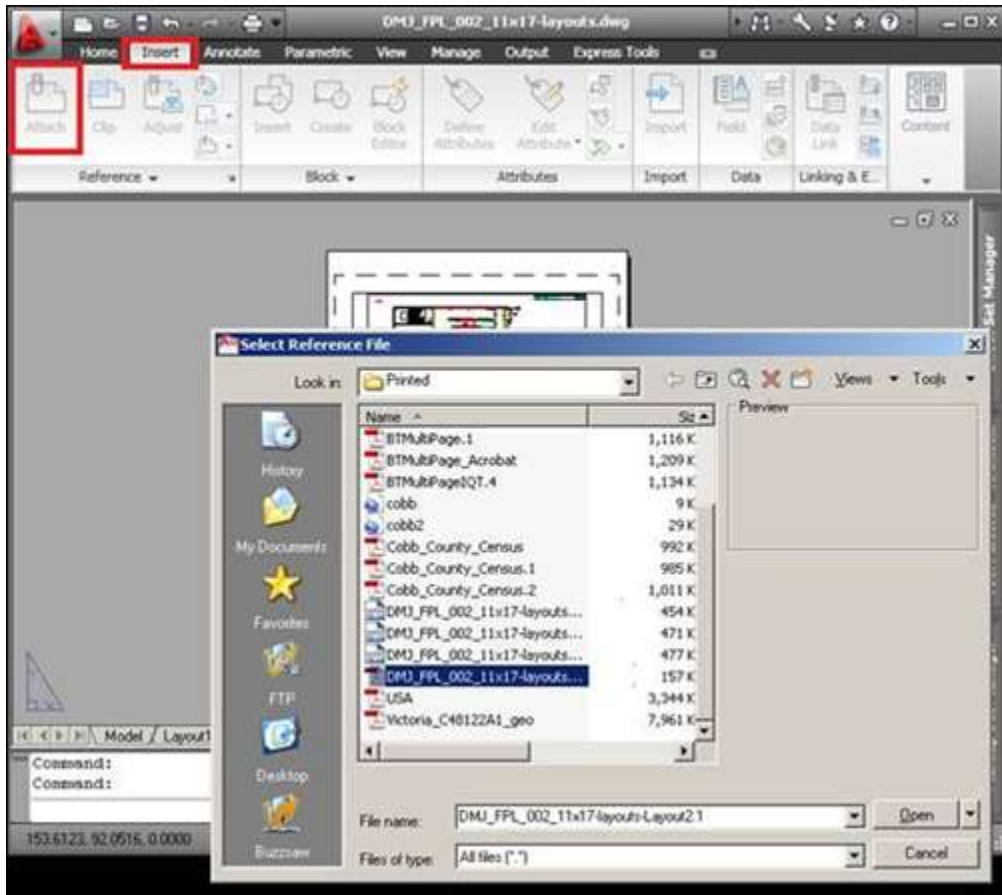 DMJ_FPL_002_11x17-layouts.dwg
Home Insert Annotate Parametric View Manage Output Express Tools
Attach Clip Adjust Insert Create Block Editor Define Attributes Edit Attribute Import Field Data Link Content
Reference Block Attributes Import Data Linking & E...
Set Manager
Select Reference File
Look in: Printed Views Tools
Name Siz
Preview
BTMultiPage.1 1,116 K
BTMultiPage_Acrobat 1,209 K
BTMultiPageIQT.4 1,134 K
cobb 9 K
cobb2 29 K
Cobb_County_Census 992 K
Cobb_County_Census.1 985 K
Cobb_County_Census.2 1,011 K
DMJ_FPL_002_11x17-layouts... 454 K
DMJ_FPL_002_11x17-layouts... 471 K
DMJ_FPL_002_11x17-layouts... 477 K
DMJ_FPL_002_11x17-layouts... 157 K
USA 3,344 K
Victoria_C48122A1_geo 7,961 K
History
My Documents
Favorites
FTP
Desktop
Buzzsaw
Model Layout1
Command:
Command:
153.6123, 92.0516, 0.0000
File name: DMJ_FPL_002_11x17-layouts-Layout2.1 Open
Files of type: All files (*.*) Cancel